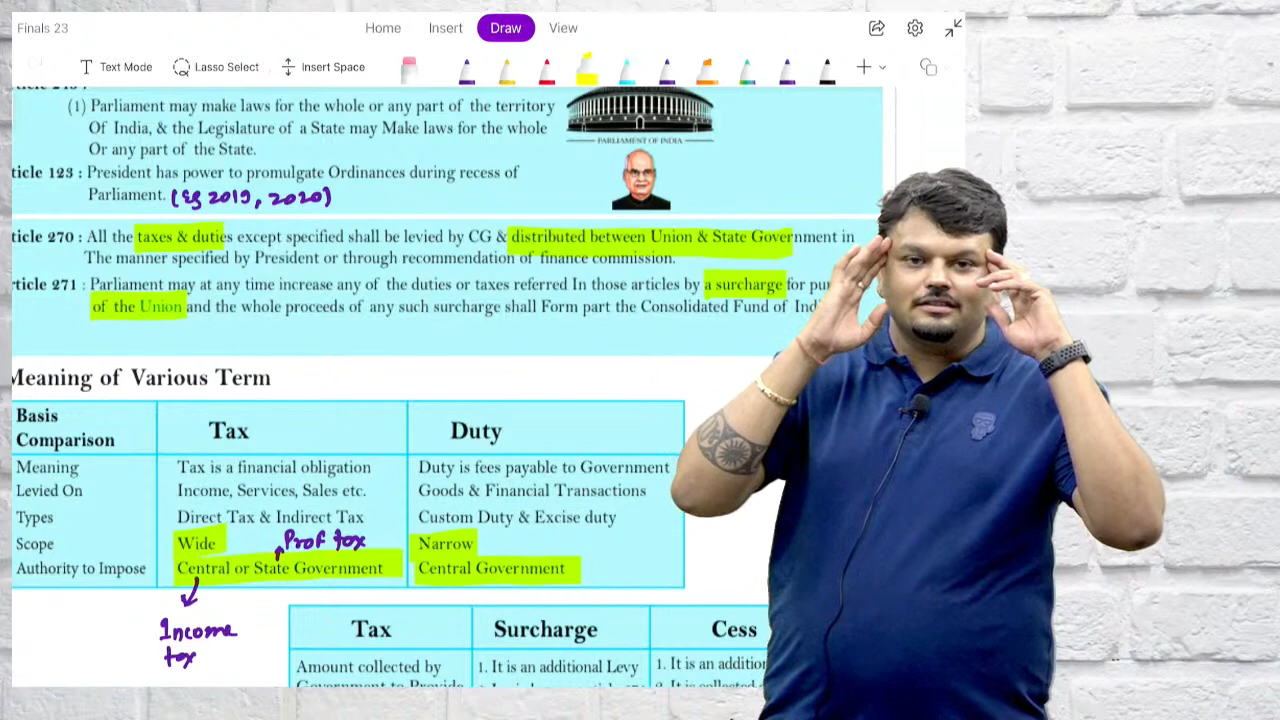 Finals 23
Home Insert Draw View
Text Mode Lasso Select Insert Space
(1) Parliament may make laws for the whole or any part of the territory
Of India, & the Legislature of a State may Make laws for the whole
Or any part of the State.
PARLIAMENT OF INDIA
ticle 123 : President has power to promulgate Ordinances during recess of
Parliament. (Eg 2019, 2020)
ticle 270 : All the taxes & duties except specified shall be levied by CG & distributed between Union & State Government in
The manner specified by President or through recommendation of finance commission.
rticle 271 : Parliament may at any time increase any of the duties or taxes referred In those articles by a surcharge for pu
of the Union and the whole proceeds of any such surcharge shall Form part the Consolidated Fund of Ind
Meaning of Various Term
Basis Comparison Tax Duty
Meaning Tax is a financial obligation Duty is fees payable to Government
Levied On Income, Services, Sales etc. Goods & Financial Transactions
Types Direct Tax & Indirect Tax Custom Duty & Excise duty
Scope Wide Prof tax Narrow
Authority to Impose Central or State Government Central Government
Income
tax
Tax Surcharge Cess
Amount collected by 1. It is an additional Levy 1. It is an addition
Government to Provide